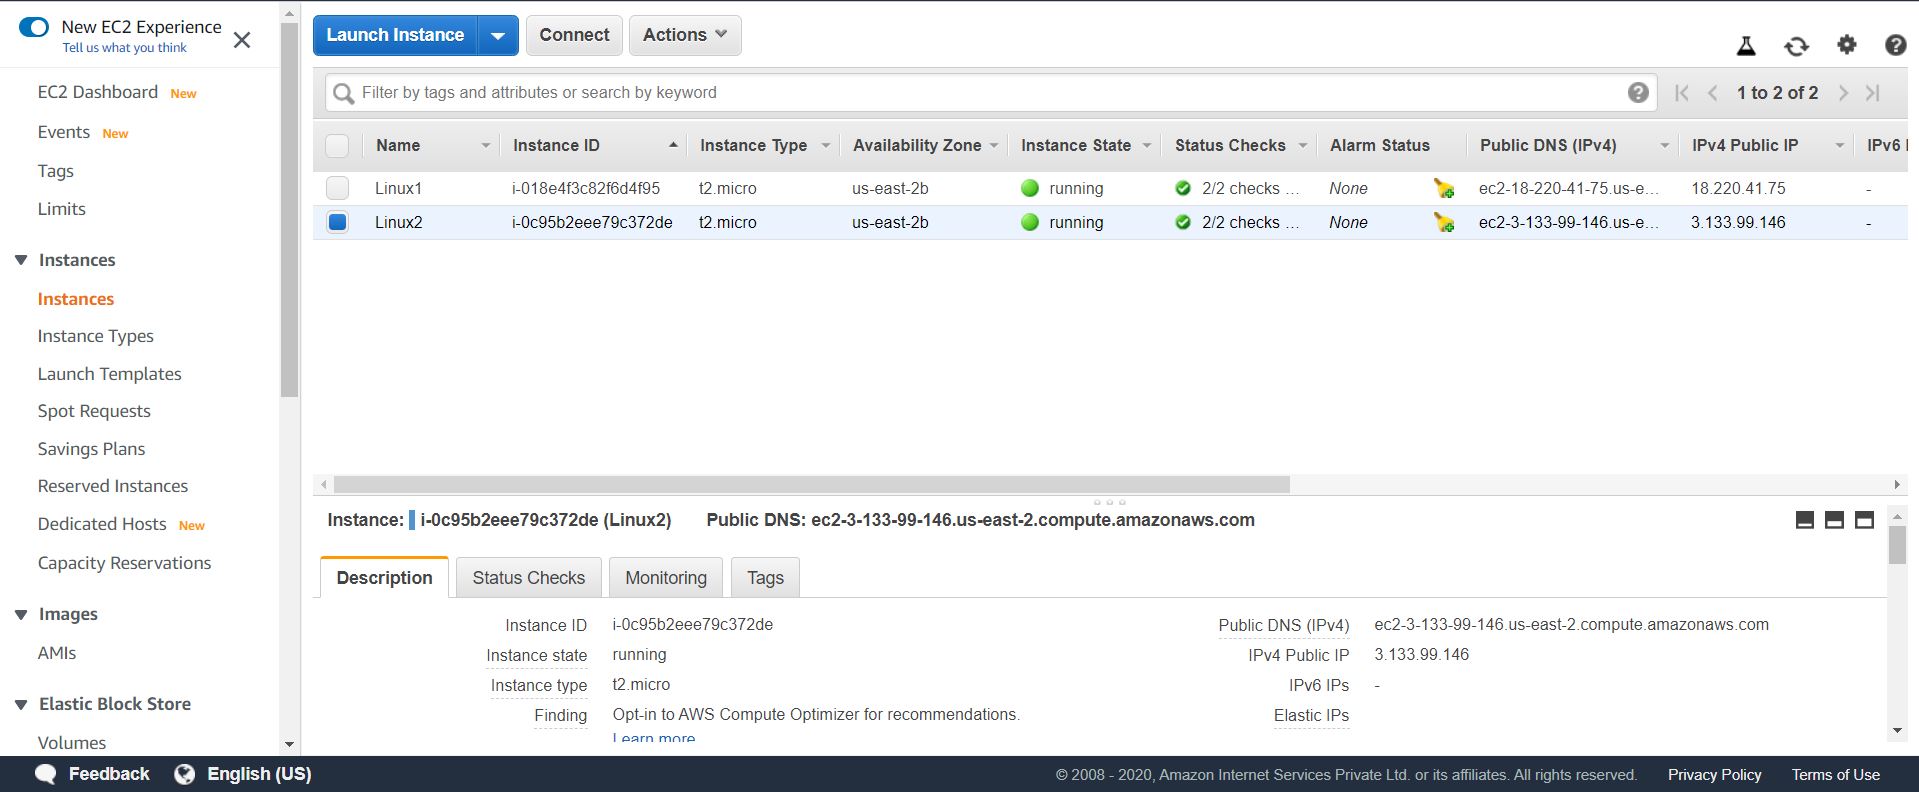 New EC2 Experience
Tell us what you think
EC2 Dashboard New
Events New
Tags
Limits
Instances
Instances
Instance Types
Launch Templates
Spot Requests
Savings Plans
Reserved Instances
Dedicated Hosts New
Capacity Reservations
Images
AMIs
Elastic Block Store
Volumes
Launch Instance Connect Actions
Filter by tags and attributes or search by keyword 1 to 2 of 2
Name Instance ID Instance Type Availability Zone Instance State Status Checks Alarm Status Public DNS (IPv4) IPv4 Public IP IPv6
Linux1 i-018e4f3c82f6d4f95 t2.micro us-east-2b running 2/2 checks ... None ec2-18-220-41-75.us-e... 18.220.41.75 -
Linux2 i-0c95b2eee79c372de t2.micro us-east-2b running 2/2 checks ... None ec2-3-133-99-146.us-e... 3.133.99.146 -
Instance: i-0c95b2eee79c372de (Linux2) Public DNS: ec2-3-133-99-146.us-east-2.compute.amazonaws.com
Description Status Checks Monitoring Tags
Instance ID i-0c95b2eee79c372de Public DNS (IPv4) ec2-3-133-99-146.us-east-2.compute.amazonaws.com
Instance state running IPv4 Public IP 3.133.99.146
Instance type t2.micro IPv6 IPs -
Finding Opt-in to AWS Compute Optimizer for recommendations. Elastic IPs
Learn more
Feedback English (US) © 2008 - 2020, Amazon Internet Services Private Ltd. or its affiliates. All rights reserved. Privacy Policy Terms of Use